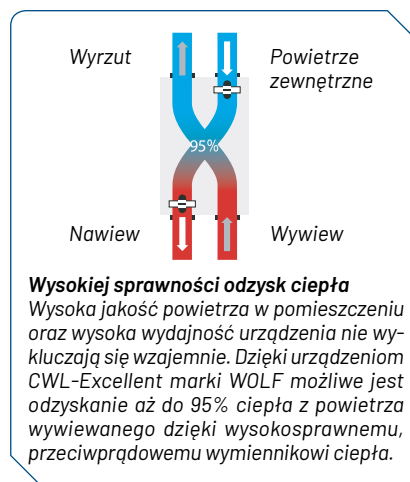 Wyrzut
Powietrze
zewnętrzne
95%
Nawiew
Wywiew
Wysokiej sprawności odzysk ciepła
Wysoka jakość powietrza w pomieszczeniu
oraz wysoka wydajność urządzenia nie wy-
kluczają się wzajemnie. Dzięki urządzeniom
CWL-Excellent marki WOLF możliwe jest
odzyskanie aż do 95% ciepła z powietrza
wywiewanego dzięki wysokosprawnemu,
przeciwprądowemu wymiennikowi ciepła.